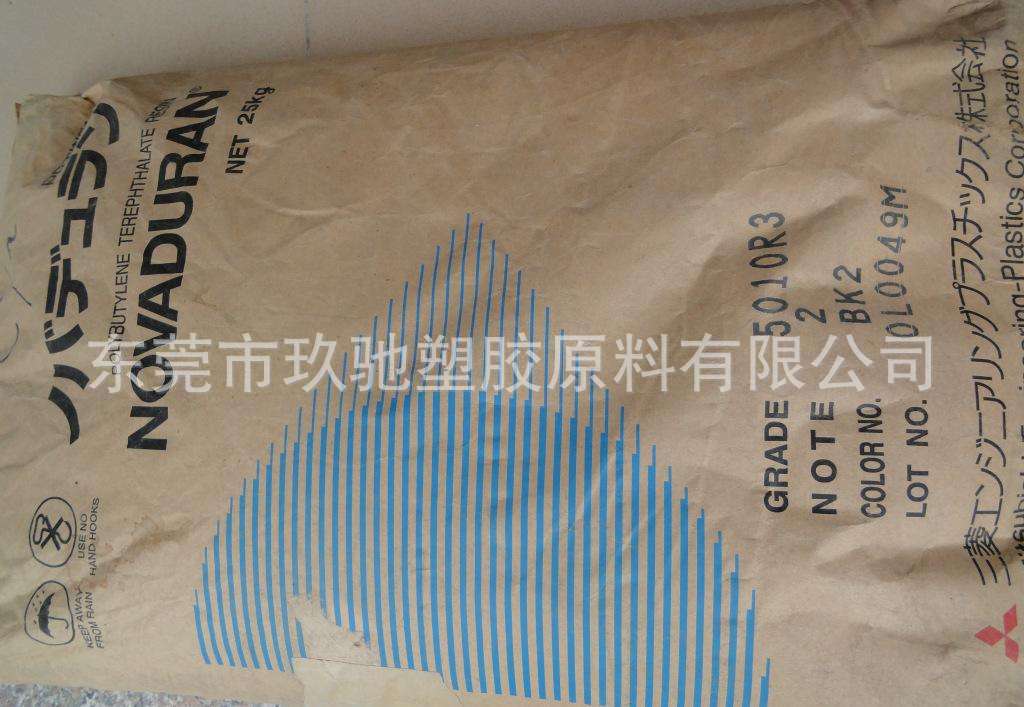 ノバデュラン
POLYBUTYLENE TEREPHTHALATE RESIN
NOVADURAN®
NET 25kg
KEEP AWAY
FROM RAIN
USE NO
HAND HOOKS
东莞市玖驰塑胶原料有限公司
GRADE 5010R3
NOTE 2 2
COLOR NO. BK2
LOT NO. 0L0049M
三菱エンジニアリングプラスチックス株式会社
-Plastics Corporation